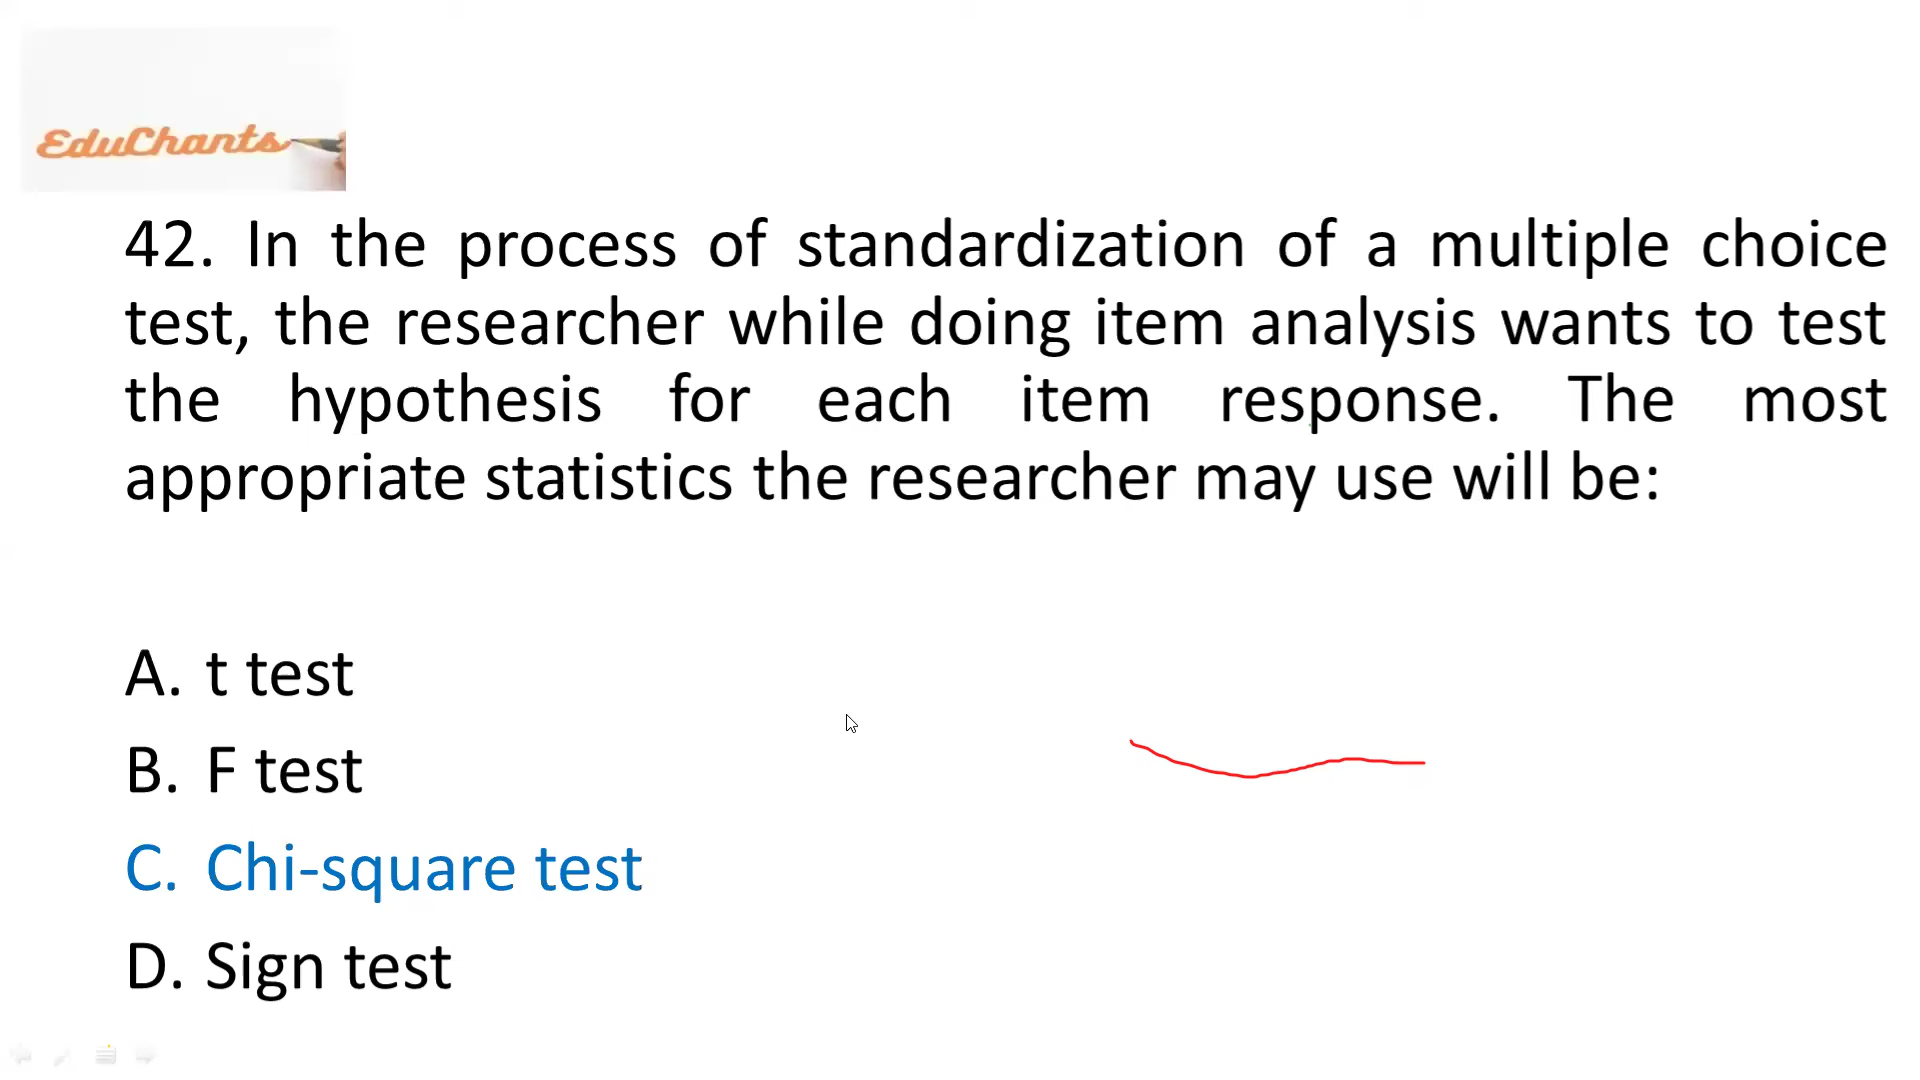 EduChants
42. In the process of standardization of a multiple choice
test, the researcher while doing item analysis wants to test
the hypothesis for each item response. The most
appropriate statistics the researcher may use will be:
A. t test
B. F test
C. Chi-square test
D. Sign test